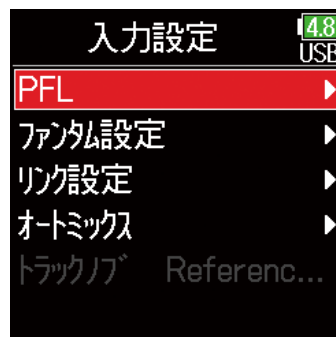 入力設定
4.8
USB
PFL
ファンタム設定
リンク設定
オートミックス
トラックノブ Referenc...